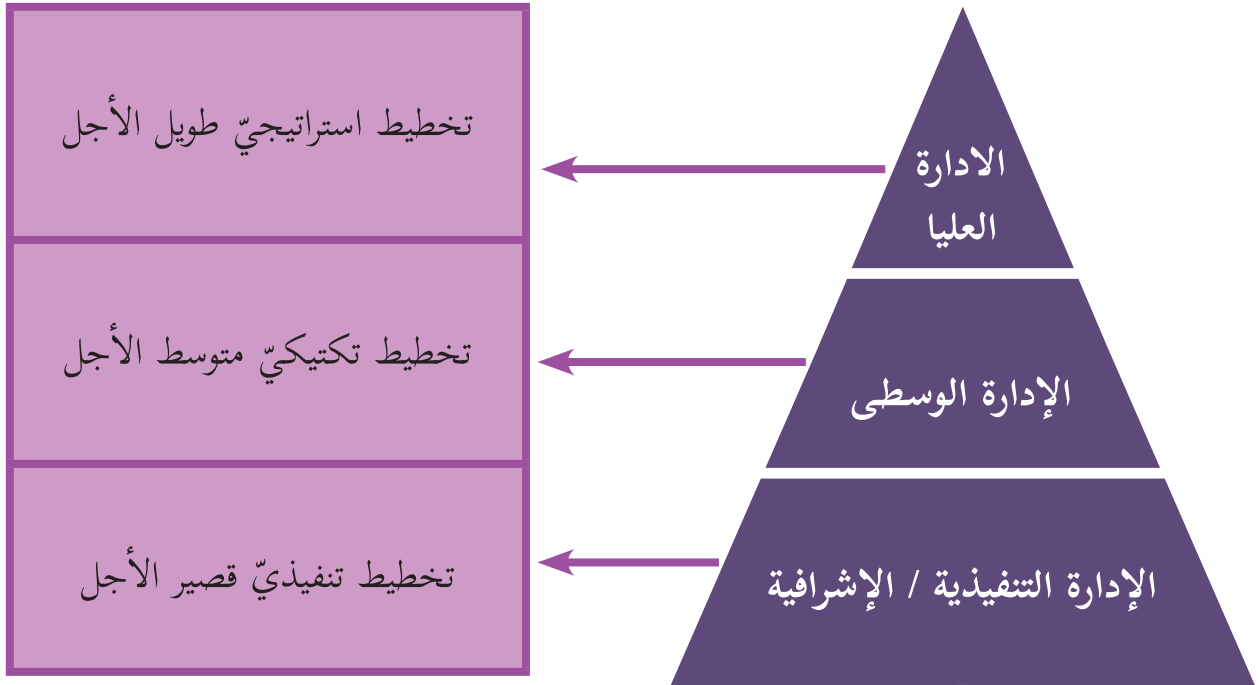 الادارة
العليا
تخطيط استراتيجيّ طويل الأجل
الإدارة الوسطى
تخطيط تكتيكيّ متوسط الأجل
الإدارة التنفيذية / الإشرافية
تخطيط تنفيذيّ قصير الأجل